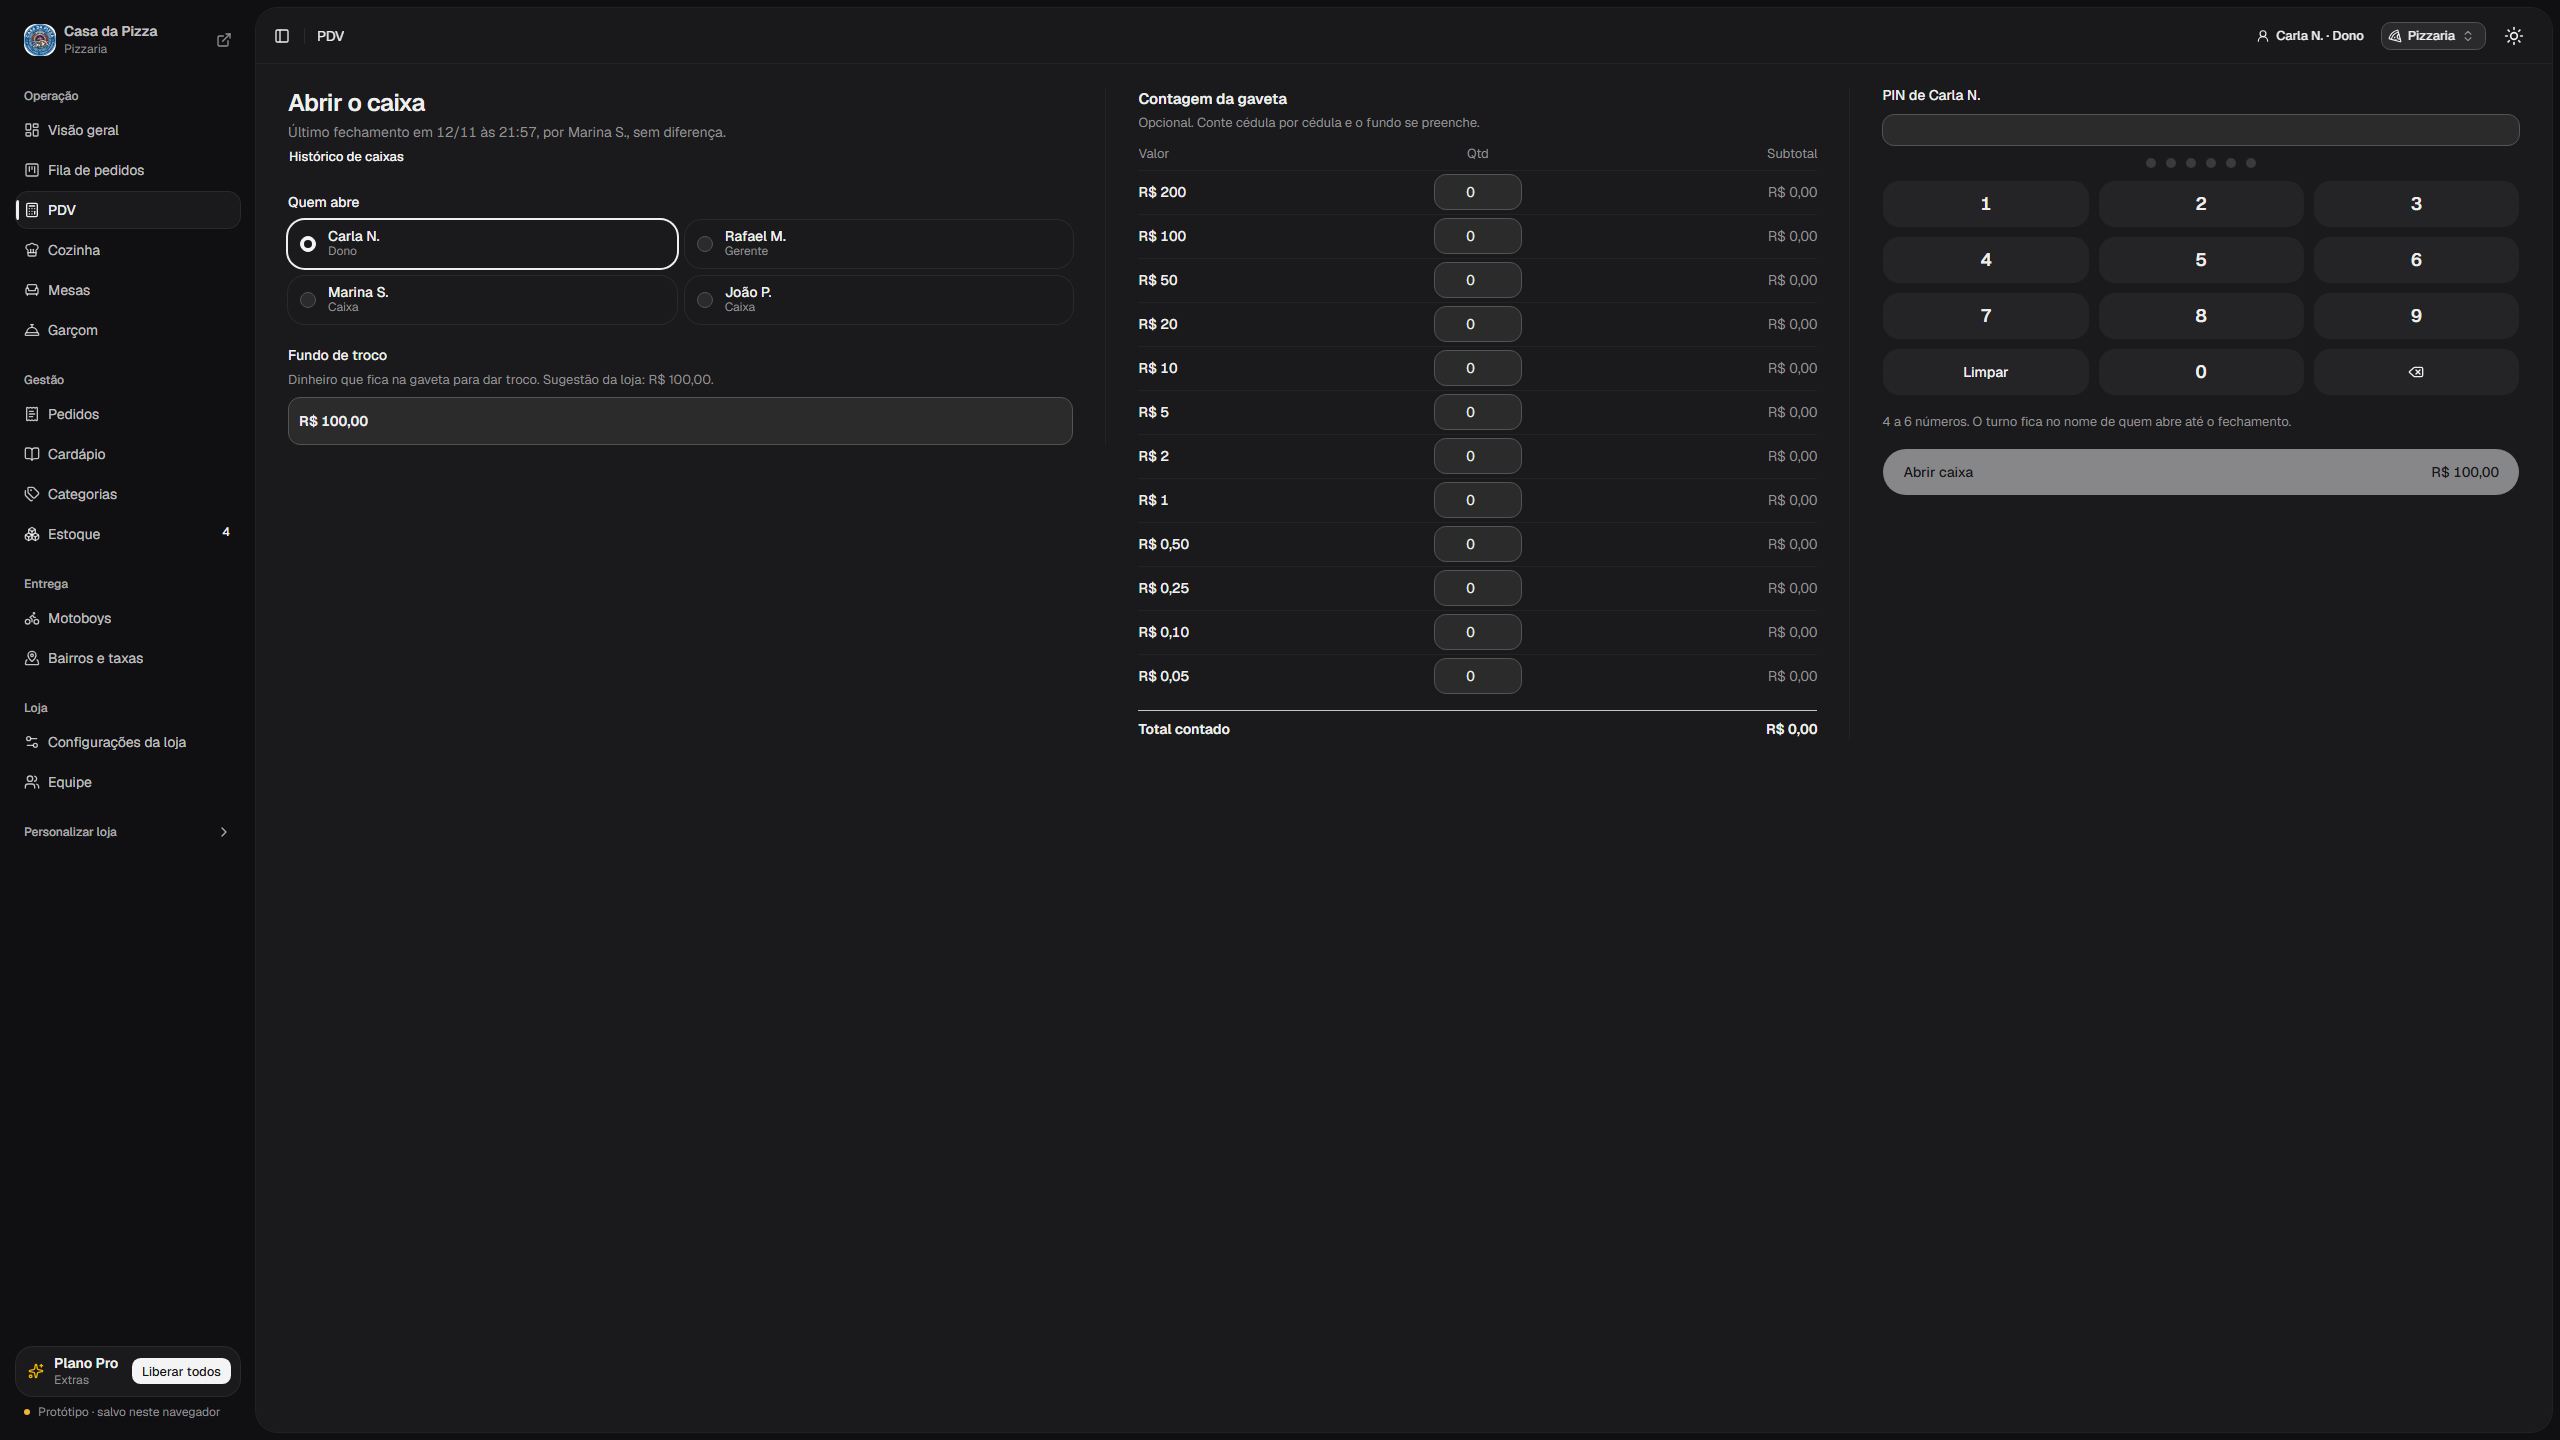 Casa da Pizza
Pizzaria
Operação
Visão geral
Fila de pedidos
PDV
Cozinha
Mesas
Garçom
Gestão
Pedidos
Cardápio
Categorias
Estoque 4
Entrega
Motoboys
Bairros e taxas
Loja
Configurações da loja
Equipe
Personalizar loja
Plano Pro
Extras
Liberar todos
Protótipo · salvo neste navegador
PDV
Carla N. · Dono
Pizzaria
Abrir o caixa
Último fechamento em 12/11 às 21:57, por Marina S., sem diferença.
Histórico de caixas
Quem abre
Carla N.
Dono
Rafael M.
Gerente
Marina S.
Caixa
João P.
Caixa
Fundo de troco
Dinheiro que fica na gaveta para dar troco. Sugestão da loja: R$ 100,00.
R$ 100,00
Contagem da gaveta
Opcional. Conte cédula por cédula e o fundo se preenche.
Valor Qtd Subtotal
R$ 200 0 R$ 0,00
R$ 100 0 R$ 0,00
R$ 50 0 R$ 0,00
R$ 20 0 R$ 0,00
R$ 10 0 R$ 0,00
R$ 5 0 R$ 0,00
R$ 2 0 R$ 0,00
R$ 1 0 R$ 0,00
R$ 0,50 0 R$ 0,00
R$ 0,25 0 R$ 0,00
R$ 0,10 0 R$ 0,00
R$ 0,05 0 R$ 0,00
Total contado R$ 0,00
PIN de Carla N.
1 2 3
4 5 6
7 8 9
Limpar 0
4 a 6 números. O turno fica no nome de quem abre até o fechamento.
Abrir caixa R$ 100,00